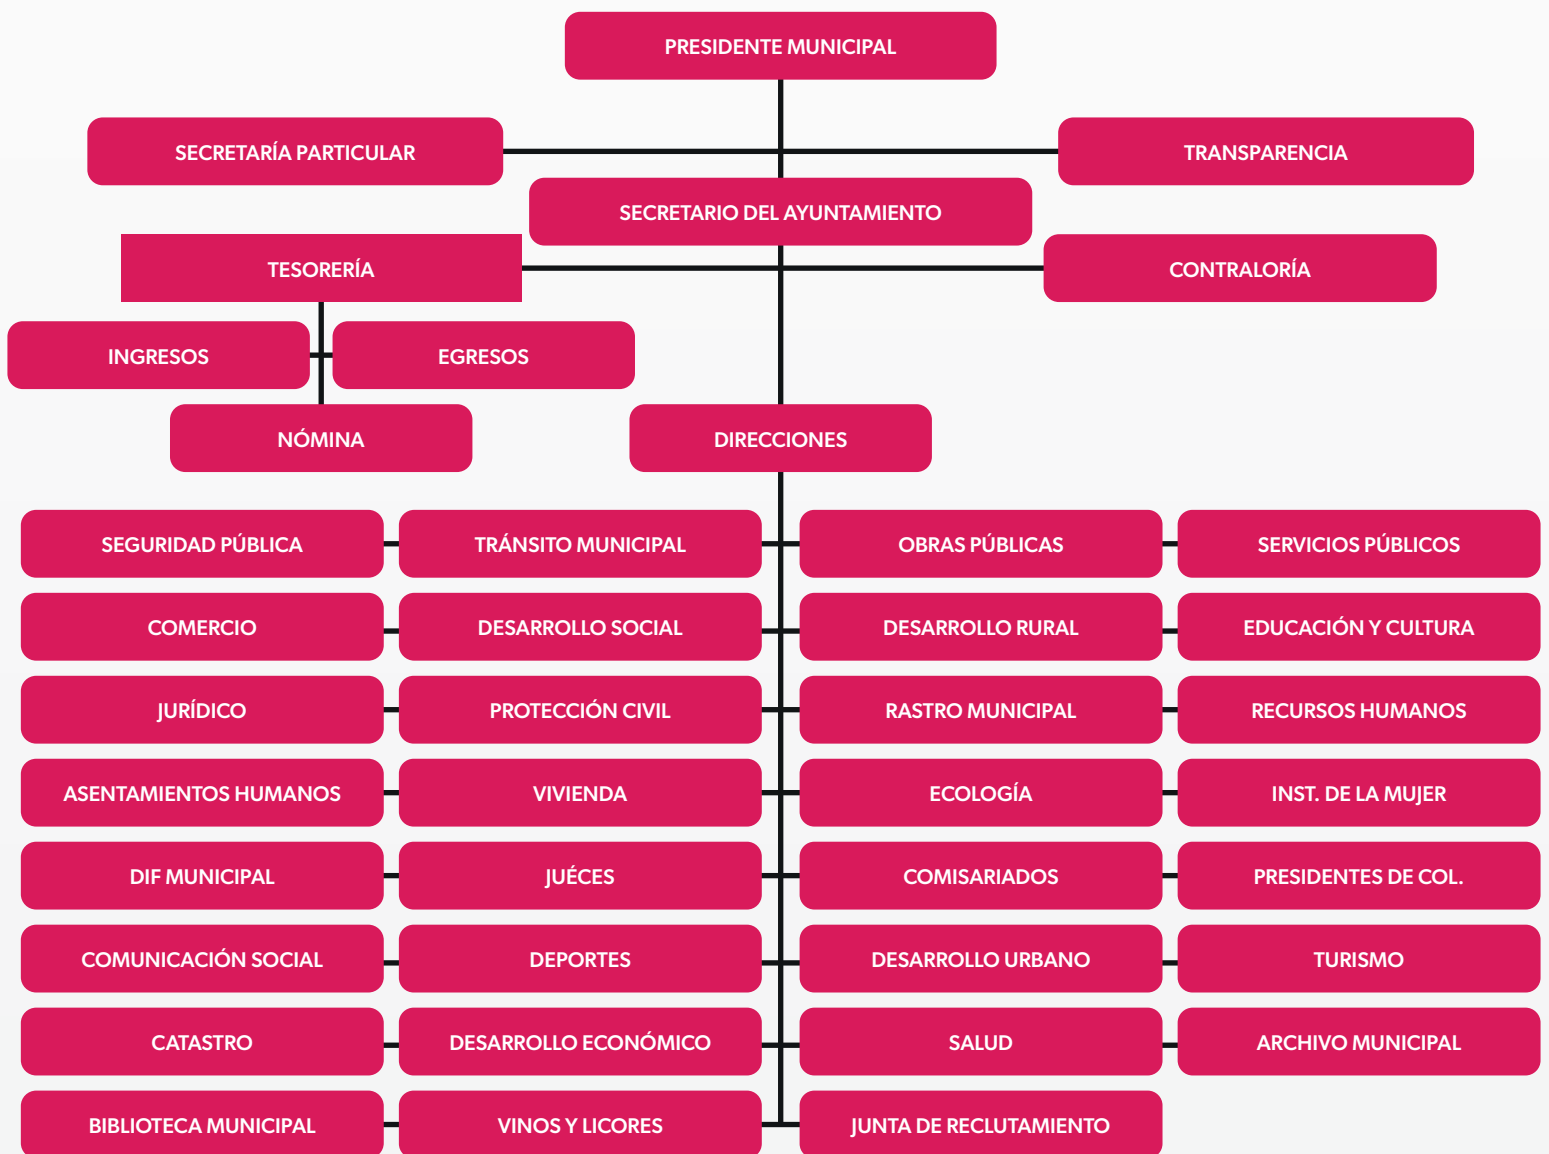 PRESIDENTE MUNICIPAL
SECRETARÍA PARTICULAR
TRANSPARENCIA
SECRETARIO DEL AYUNTAMIENTO
TESORERÍA
CONTRALORÍA
INGRESOS
EGRESOS
NÓMINA
DIRECCIONES
SEGURIDAD PÚBLICA
TRÁNSITO MUNICIPAL
OBRAS PÚBLICAS
SERVICIOS PÚBLICOS
COMERCIO
DESARROLLO SOCIAL
DESARROLLO RURAL
EDUCACIÓN Y CULTURA
JURÍDICO
PROTECCIÓN CIVIL
RASTRO MUNICIPAL
RECURSOS HUMANOS
ASENTAMIENTOS HUMANOS
VIVIENDA
ECOLOGÍA
INST. DE LA MUJER
DIF MUNICIPAL
JUÉCES
COMISARIADOS
PRESIDENTES DE COL.
COMUNICACIÓN SOCIAL
DEPORTES
DESARROLLO URBANO
TURISMO
CATASTRO
DESARROLLO ECONÓMICO
SALUD
ARCHIVO MUNICIPAL
BIBLIOTECA MUNICIPAL
VINOS Y LICORES
JUNTA DE RECLUTAMIENTO